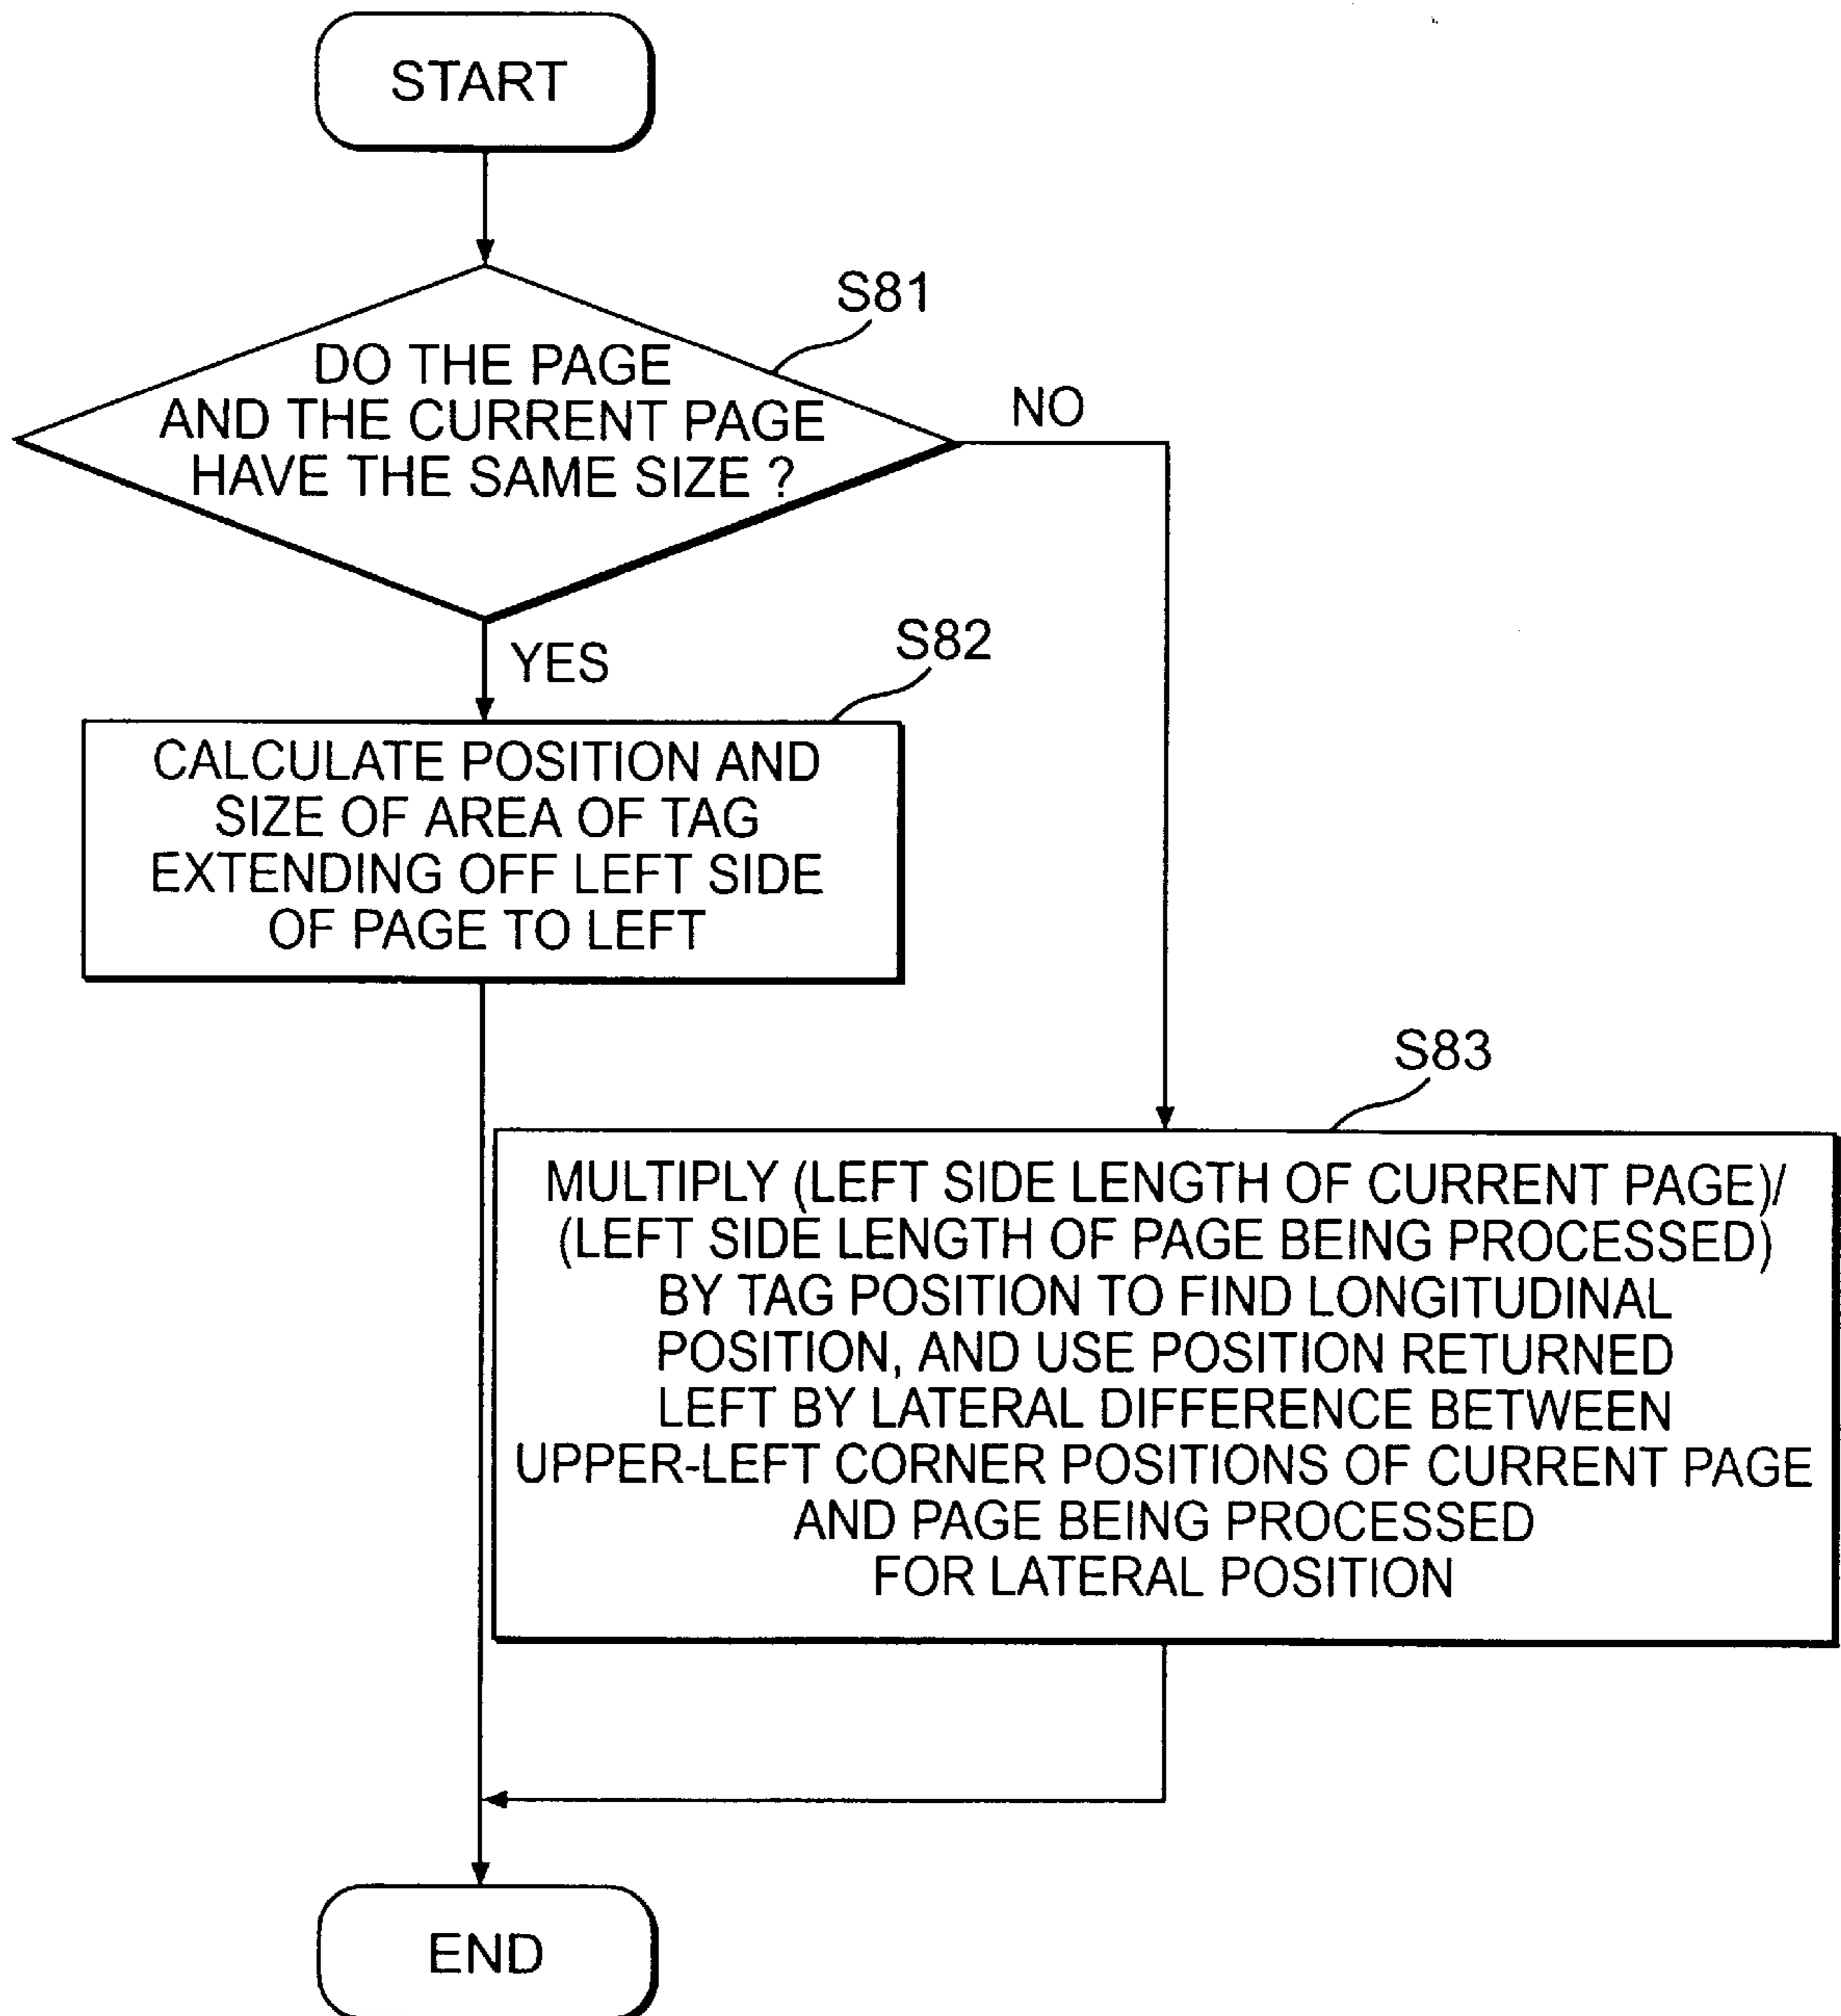 START
S81
DO THE PAGE
AND THE CURRENT PAGE
HAVE THE SAME SIZE ?
NO
YES
S82
CALCULATE POSITION AND
SIZE OF AREA OF TAG
EXTENDING OFF LEFT SIDE
OF PAGE TO LEFT
S83
MULTIPLY (LEFT SIDE LENGTH OF CURRENT PAGE)/
(LEFT SIDE LENGTH OF PAGE BEING PROCESSED)
BY TAG POSITION TO FIND LONGITUDINAL
POSITION, AND USE POSITION RETURNED
LEFT BY LATERAL DIFFERENCE BETWEEN
UPPER-LEFT CORNER POSITIONS OF CURRENT PAGE
AND PAGE BEING PROCESSED
FOR LATERAL POSITION
END